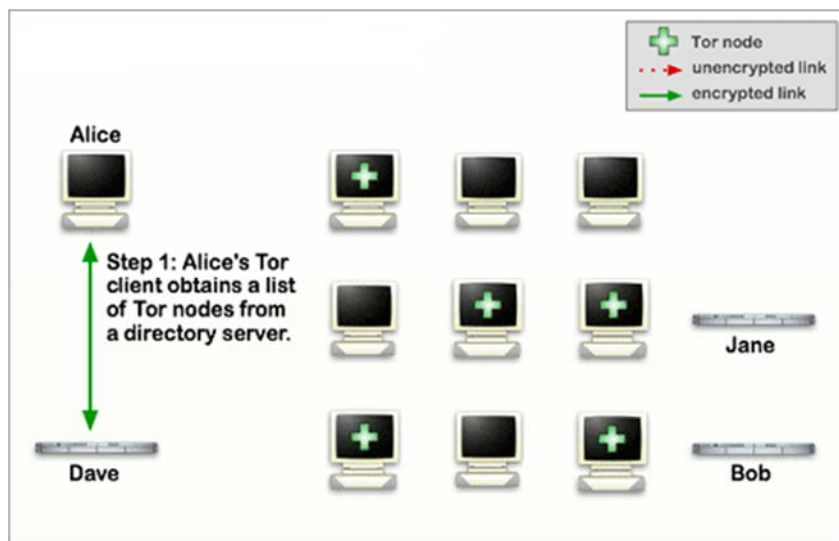 Tor node
unencrypted link
encrypted link
Alice
Step 1: Alice's Tor
client obtains a list
of Tor nodes from
a directory server.
Jane
Dave
Bob